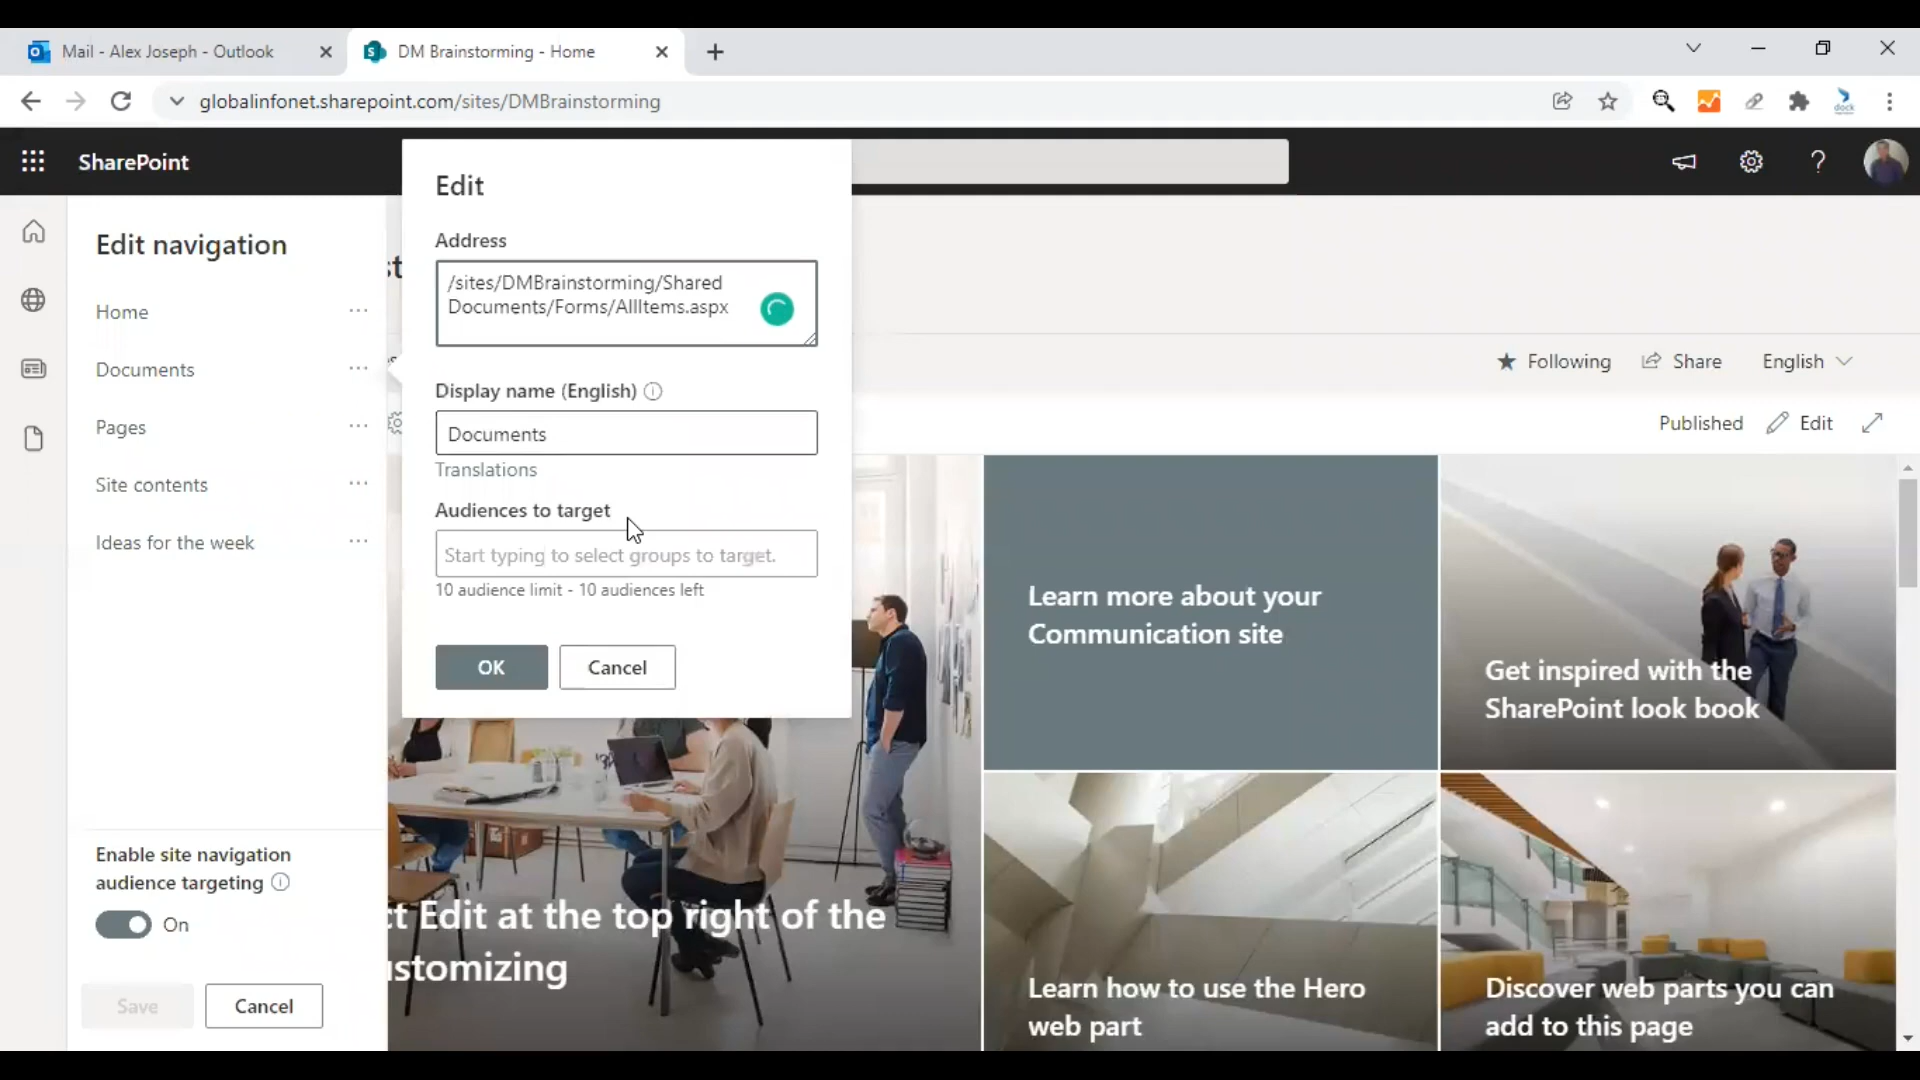 Mail - Alex Joseph - Outlook
DM Brainstorming - Home
globalinfonet.sharepoint.com/sites/DMBrainstorming
dock
SharePoint
Edit navigation
Home
Documents
Pages
Site contents
Ideas for the week
Enable site navigation
audience targeting
On
Save
Cancel
Edit
Address
/sites/DMBrainstorming/Shared
Documents/Forms/AllItems.aspx
Display name (English)
Documents
Translations
Audiences to target
Start typing to select groups to target.
10 audience limit - 10 audiences left
OK
Cancel
Following
Share
English
Published
Edit
ct Edit at the top right of the
ustomizing
Learn more about your
Communication site
Get inspired with the
SharePoint look book
Learn how to use the Hero
web part
Discover web parts you can
add to this page